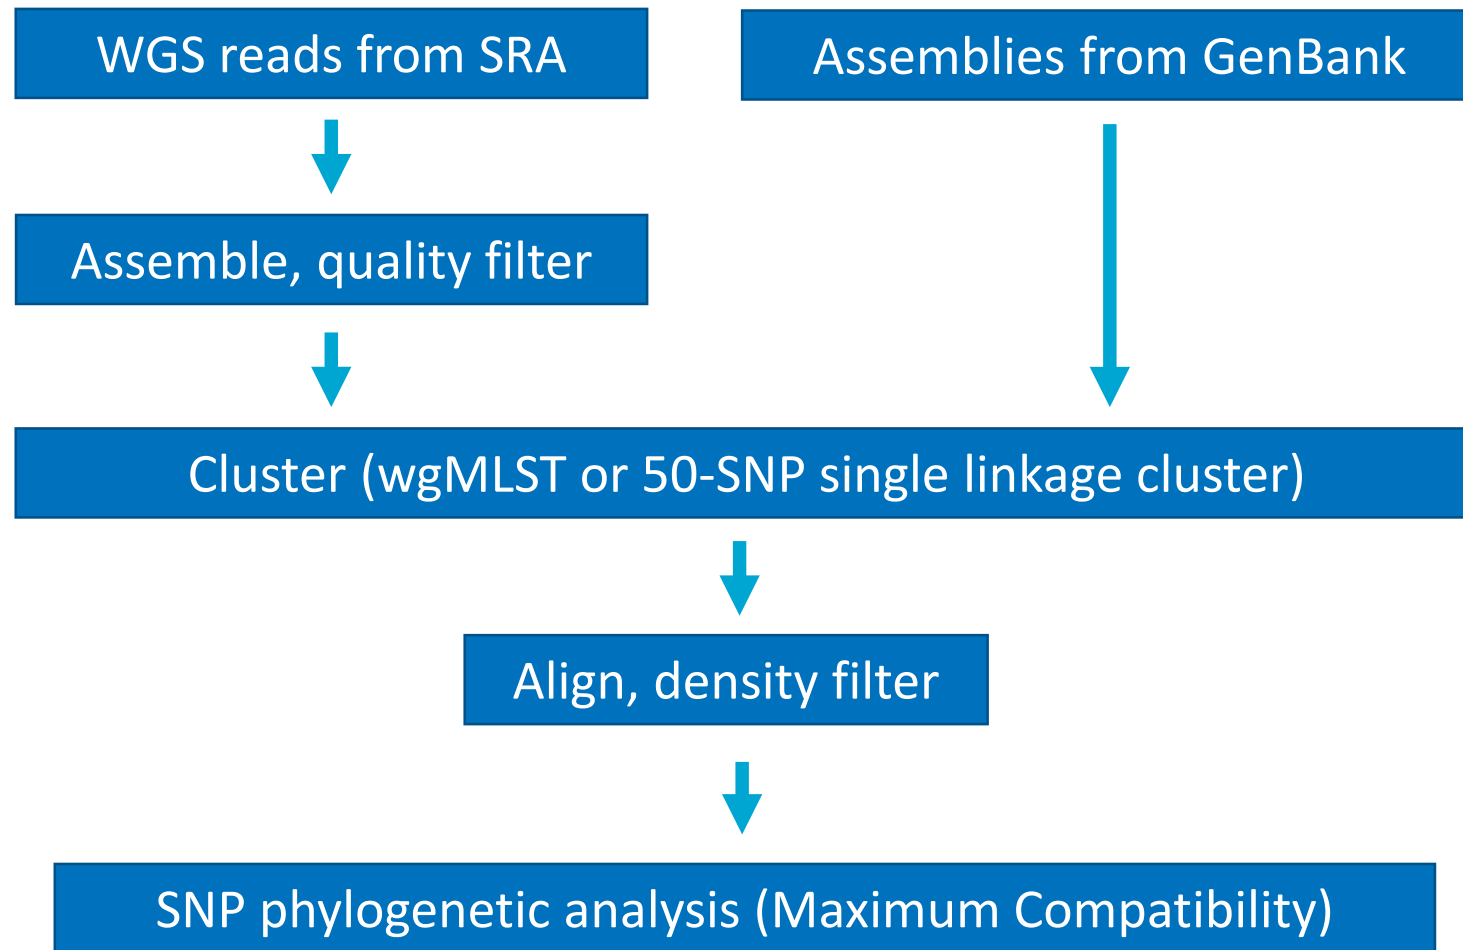 WGS reads from SRA
Assemblies from GenBank
Assemble, quality filter
Cluster (wgMLST or 50-SNP single linkage cluster)
Align, density filter
SNP phylogenetic analysis (Maximum Compatibility)